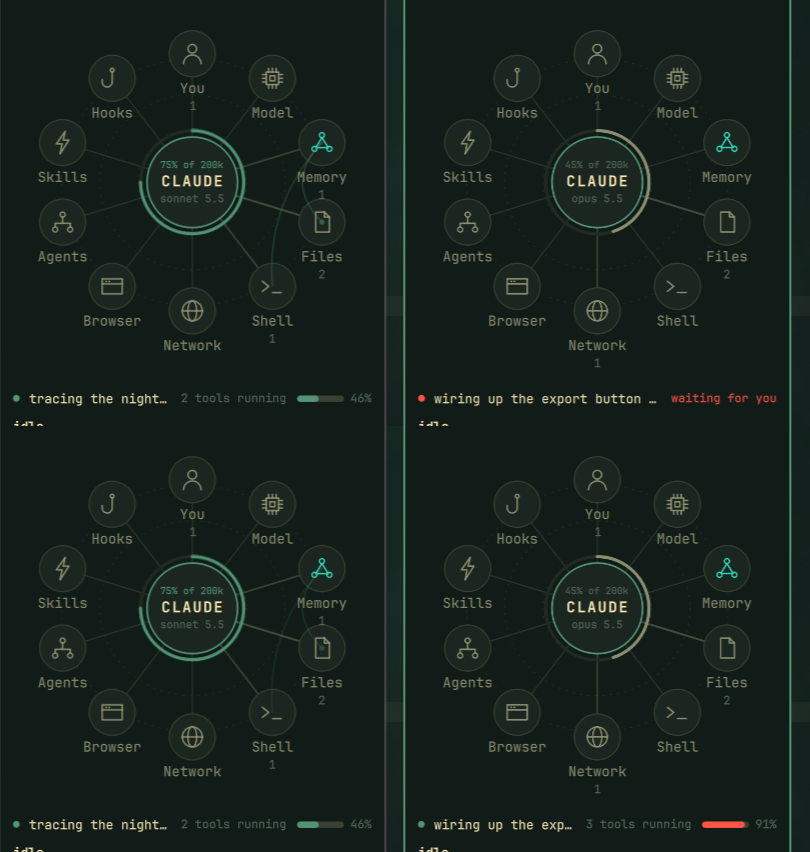 You
1
Hooks
Model
Skills
75% of 200k
CLAUDE
sonnet 5.5
Memory
1
Agents
Files
2
Browser
Shell
1
Network
tracing the night… 2 tools running 46%
idle
You
1
Hooks
Model
Skills
45% of 200k
CLAUDE
opus 5.5
Memory
Agents
Files
2
Browser
Shell
Network
1
wiring up the export button … waiting for you
idle
You
1
Hooks
Model
Skills
75% of 200k
CLAUDE
sonnet 5.5
Memory
1
Agents
Files
2
Browser
Shell
1
Network
tracing the night… 2 tools running 46%
idle
You
1
Hooks
Model
Skills
45% of 200k
CLAUDE
opus 5.5
Memory
Agents
Files
2
Browser
Shell
Network
1
wiring up the exp… 3 tools running 91%
idle